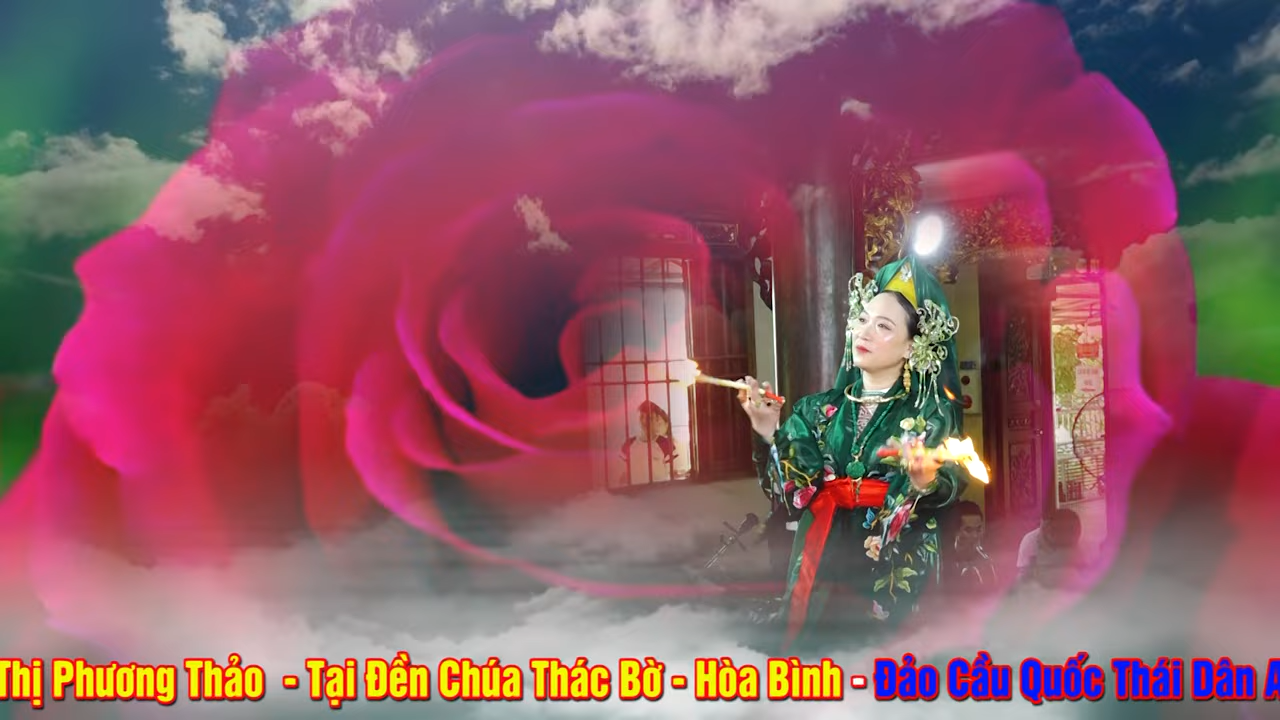 Thị Phương Thảo - Tại Đền Chúa Thác Bờ - Hòa Bình - Đảo Cầu Quốc Thái Dân A